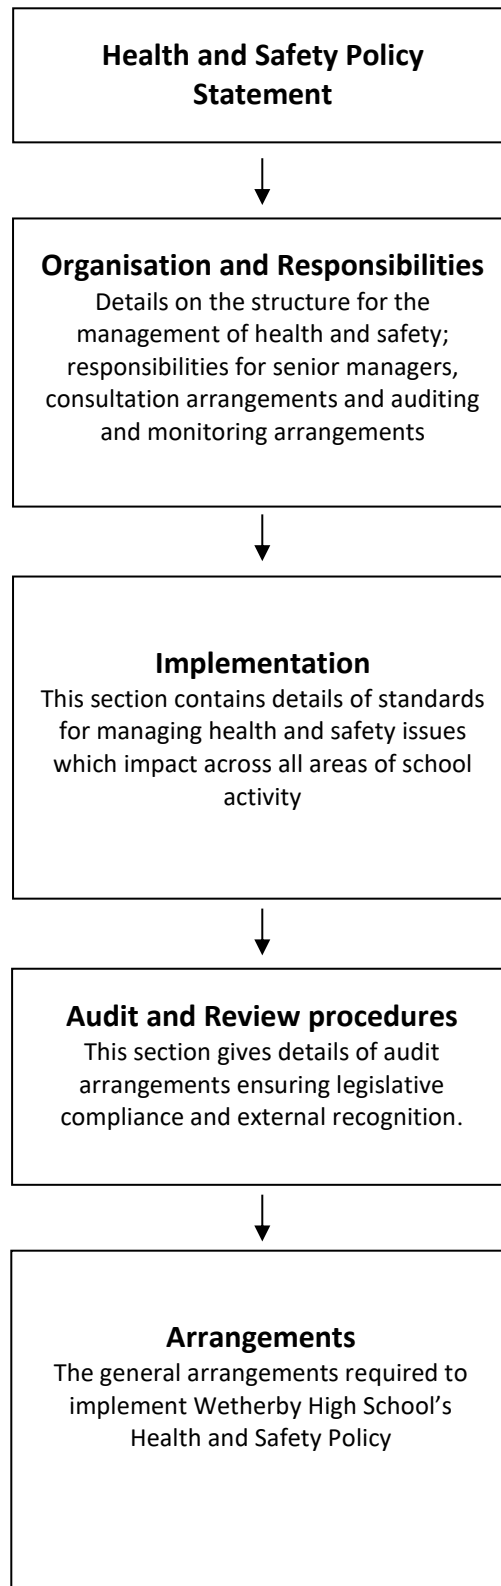 Health and Safety Policy
Statement
Organisation and Responsibilities
Details on the structure for the
management of health and safety;
responsibilities for senior managers,
consultation arrangements and auditing
and monitoring arrangements
Implementation
This section contains details of standards
for managing health and safety issues
which impact across all areas of school
activity
Audit and Review procedures
This section gives details of audit
arrangements ensuring legislative
compliance and external recognition.
Arrangements
The general arrangements required to
implement Wetherby High School’s
Health and Safety Policy